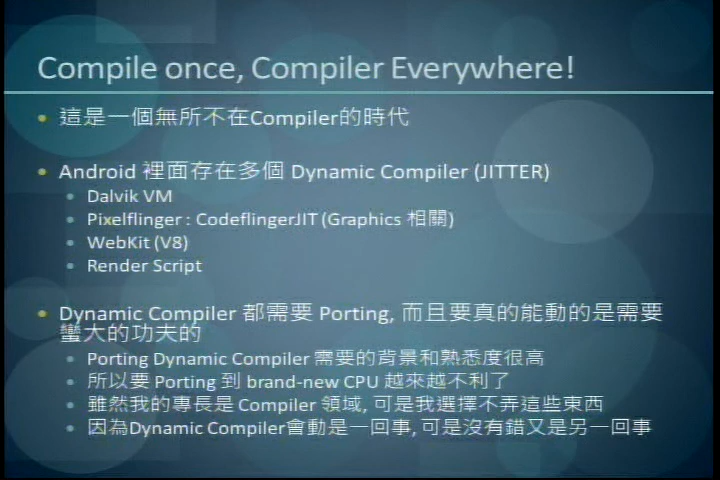 Compile once, Compiler Everywhere!
這是一個無所不在Compiler的時代
Android 裡面存在多個 Dynamic Compiler (JITTER)
Dalvik VM
Pixelflinger : CodeflingerJIT (Graphics 相關)
WebKit (V8)
Render Script
Dynamic Compiler 都需要 Porting, 而且要真的能動的是需要
蠻大的功夫的
Porting Dynamic Compiler 需要的背景和熟悉度很高
所以要 Porting 到 brand-new CPU 越來越不利了
雖然我的專長是 Compiler 領域, 可是我選擇不弄這些東西
因為Dynamic Compiler會動是一回事, 可是沒有錯又是另一回事